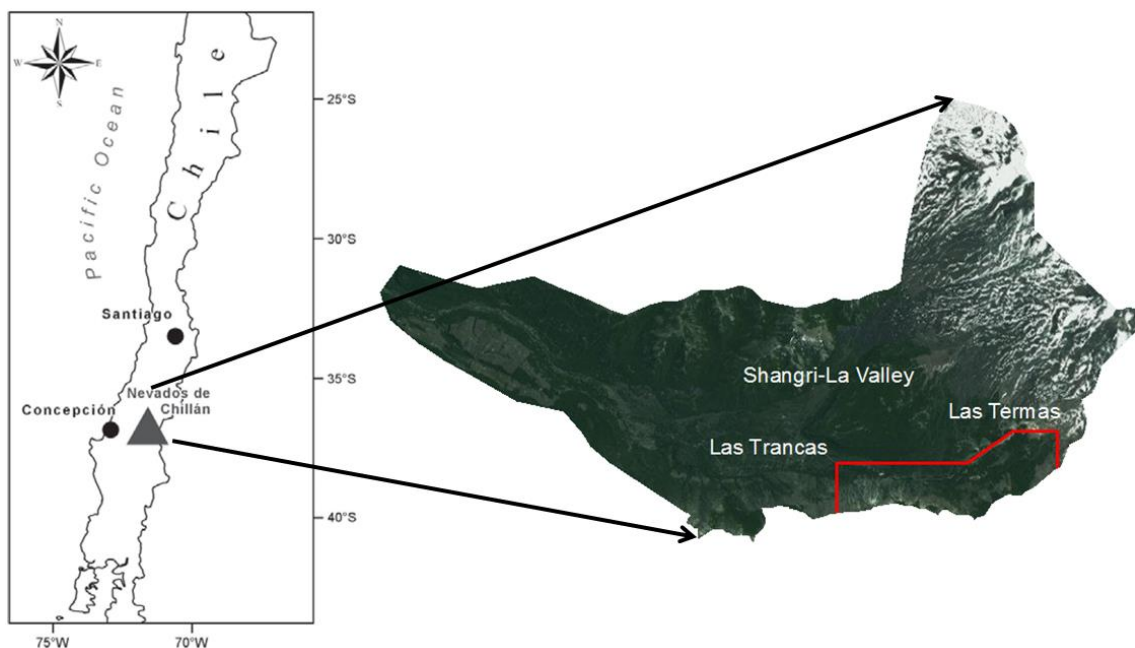 N
W
E
S
Chile
Pacific Ocean
25°S
30°S
Santiago
35°S
Nevados de
Chillán
Concepción
40°S
75°W
70°W
Shangri-La Valley
Las Termas
Las Trancas